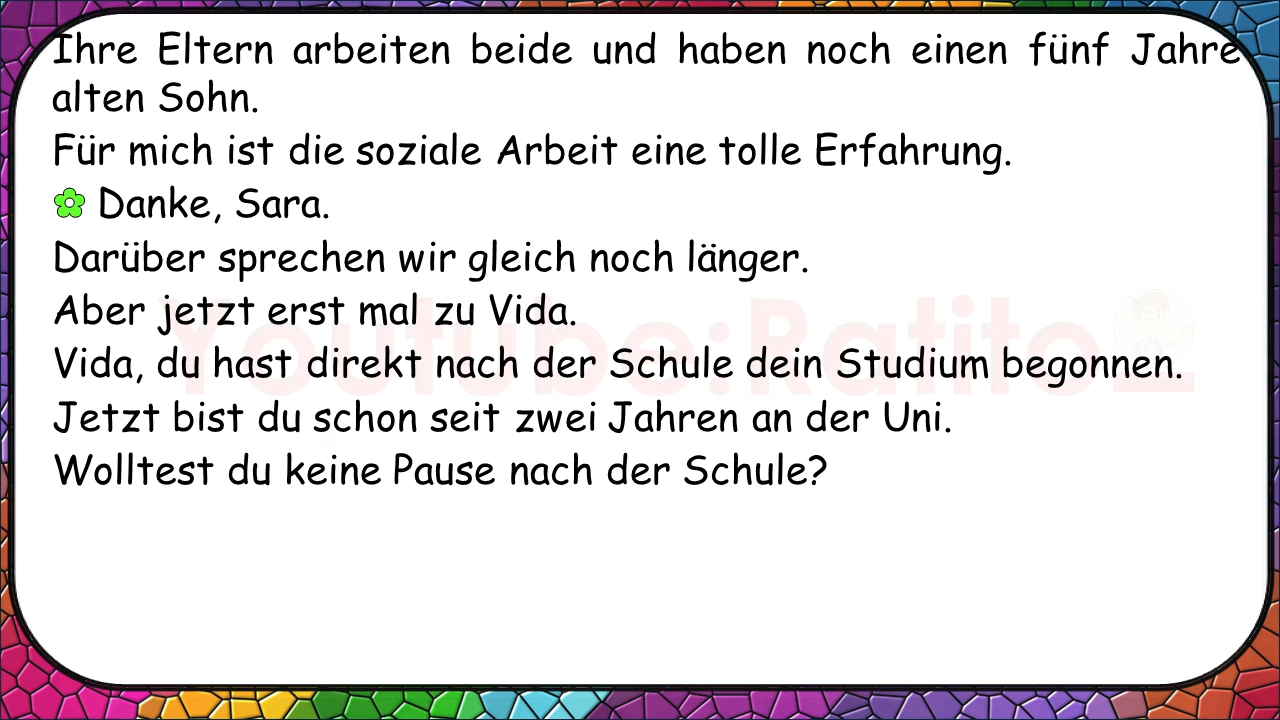 Ihre Eltern arbeiten beide und haben noch einen fünf Jahre
alten Sohn.
Für mich ist die soziale Arbeit eine tolle Erfahrung.
Danke, Sara.
Darüber sprechen wir gleich noch länger.
Aber jetzt erst mal zu Vida.
Vida, du hast direkt nach der Schule dein Studium begonnen.
Jetzt bist du schon seit zwei Jahren an der Uni.
Wolltest du keine Pause nach der Schule?
Youtube:Ratito